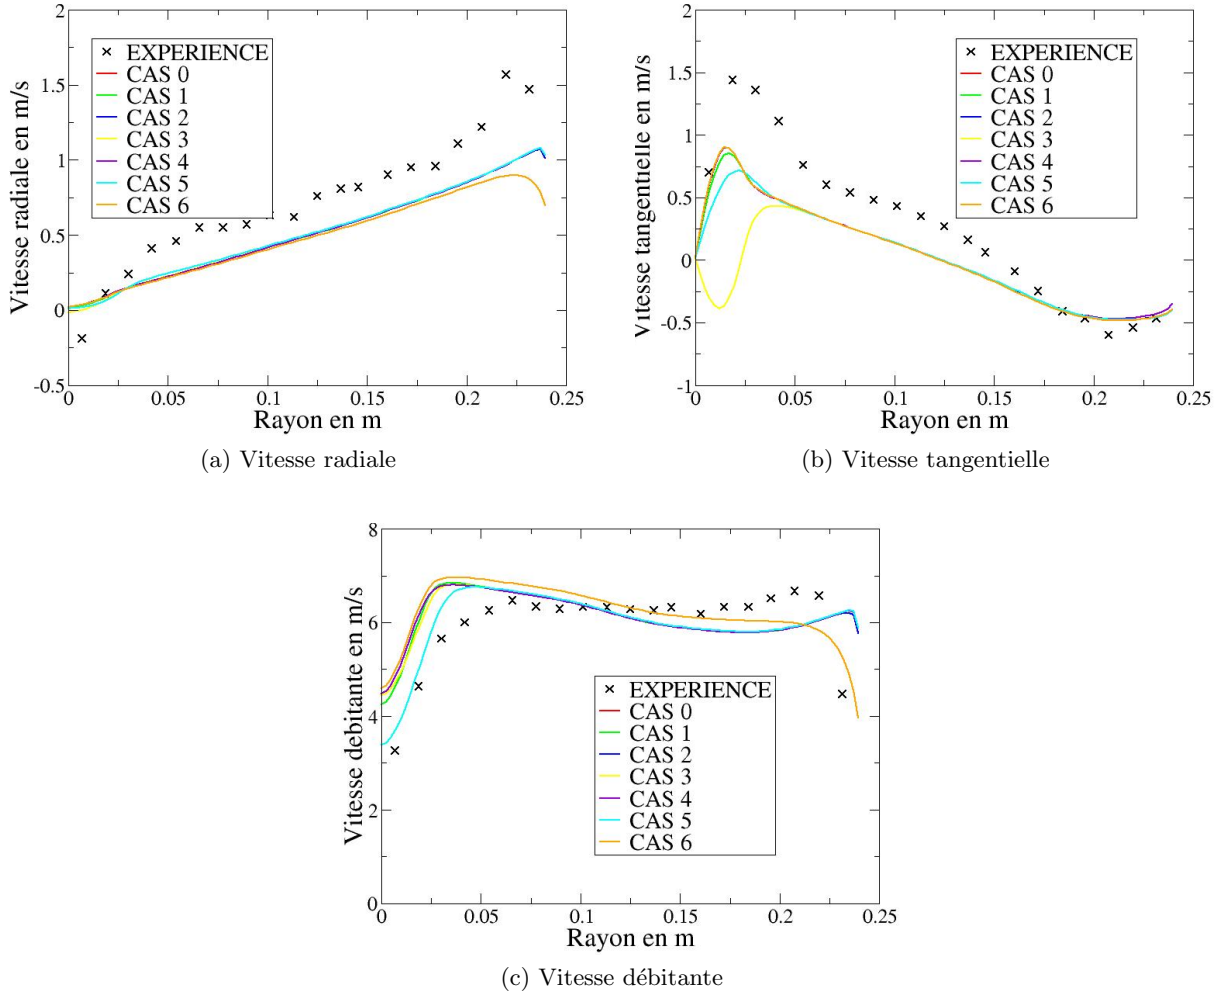 2
1.5
1
0.5
0
-0.5
Vitesse radiale en m/s
EXPERIENCE
CAS 0
CAS 1
CAS 2
CAS 3
CAS 4
CAS 5
CAS 6
0 0.05 0.1 0.15 0.2 0.25
Rayon en m
(a) Vitesse radiale
2
1.5
1
0.5
0
-0.5
-1
Vitesse tangentuelle en m/s
EXPERIENCE
CAS 0
CAS 1
CAS 2
CAS 3
CAS 4
CAS 5
CAS 6
0 0.05 0.1 0.15 0.2 0.25
Rayon en m
(b) Vitesse tangentielle
8
6
4
2
0
Vitesse debitante en m/s
EXPERIENCE
CAS 0
CAS 1
CAS 2
CAS 3
CAS 4
CAS 5
CAS 6
0 0.05 0.1 0.15 0.2 0.25
Rayon en m
(c) Vitesse débitante